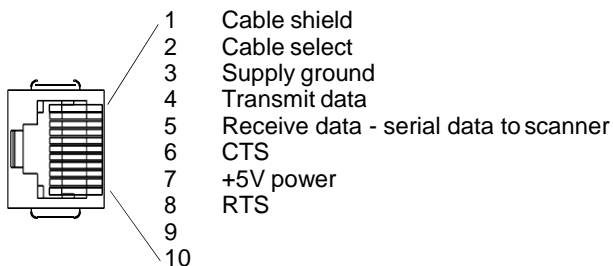 1 Cable shield
2 Cable select
3 Supply ground
4 Transmit data
5 Receive data - serial data to scanner
6 CTS
7 +5V power
8 RTS
9
10